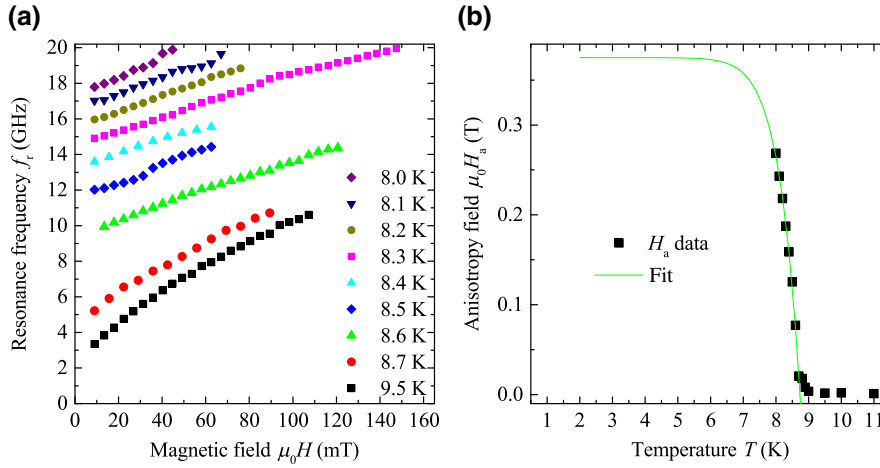 (a)
Resonance frequency fr (GHz)
20
18
16
14
12
10
8
6
4
2
0
8.0 K
8.1 K
8.2 K
8.3 K
8.4 K
8.5 K
8.6 K
8.7 K
9.5 K
0 20 40 60 80 100 120 140 160
Magnetic field μ0H (mT)
(b)
Anisotropy field μ0Ha (T)
0.3
0.2
0.1
0.0
Ha data
Fit
1 2 3 4 5 6 7 8 9 10 11
Temperature T (K)